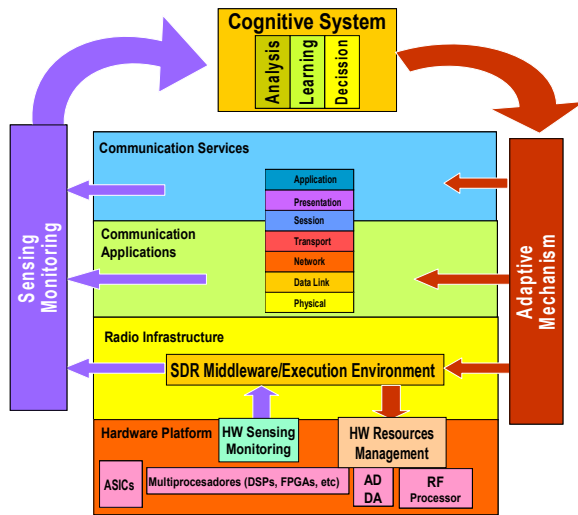 Cognitive System
Analysis
Learning
Decission
Sensing
Monitoring
Adaptive
Mechanism
Communication Services
Application
Presentation
Session
Communication
Applications
Transport
Network
Data Link
Physical
Radio Infrastructure
SDR Middleware/Execution Environment
Hardware Platform
HW Sensing
Monitoring
HW Resources
Management
ASICs
Multiprocesadores (DSPs, FPGAs, etc)
AD
DA
RF
Processor